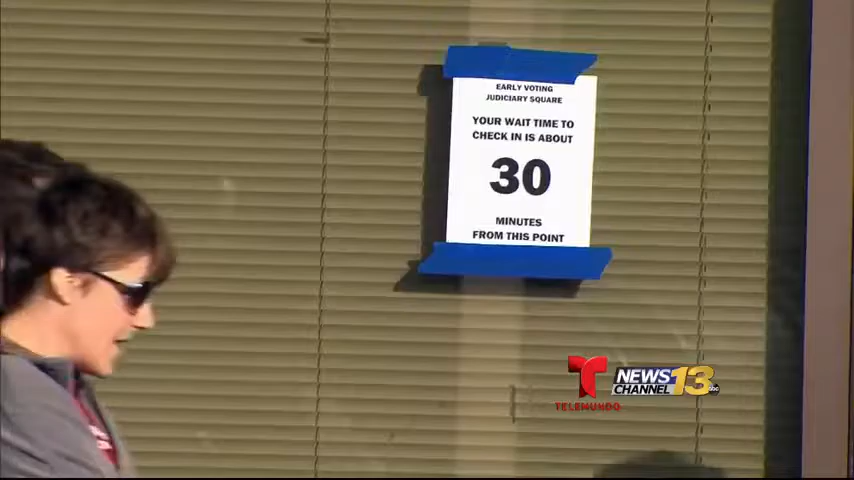 EARLY VOTING
JUDICIARY SQUARE
YOUR WAIT TIME TO
CHECK IN IS ABOUT
30
MINUTES
FROM THIS POINT
TELEMUNDO
NEWS 13
CHANNEL abc